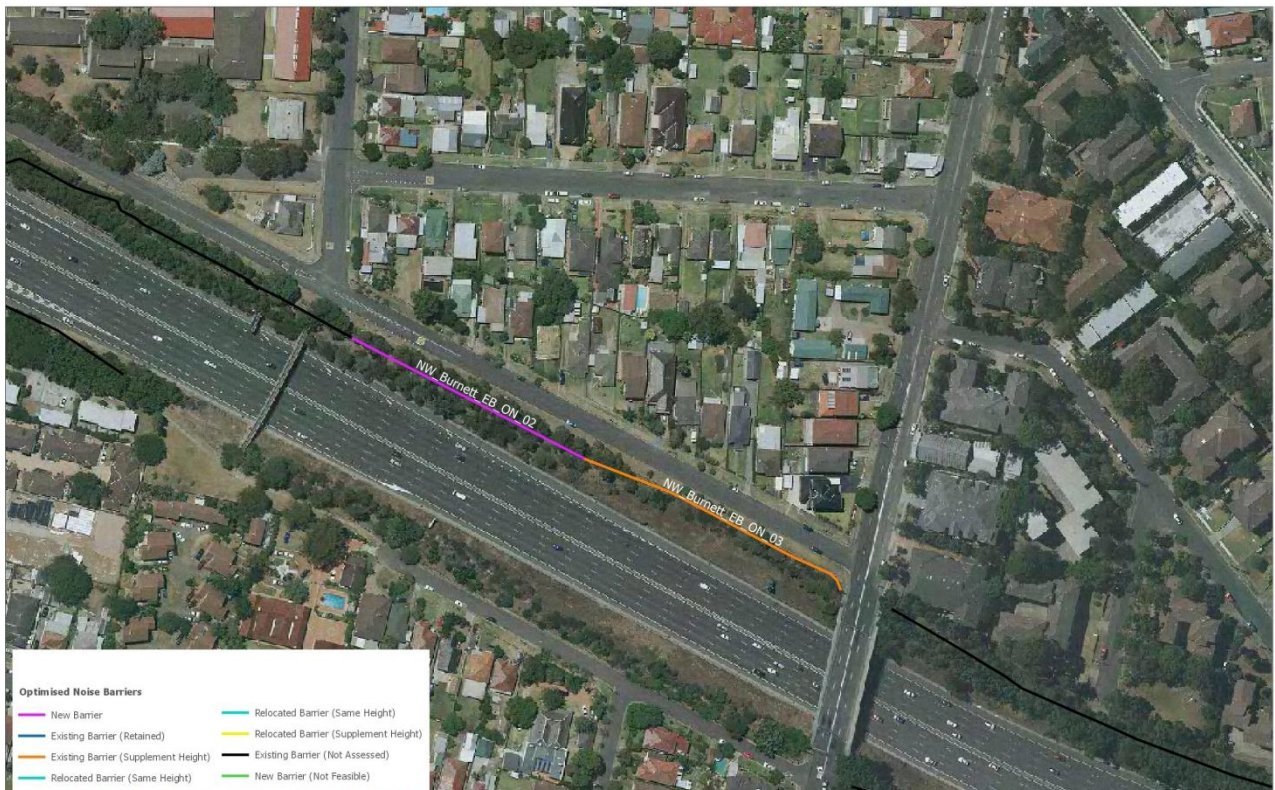 NW_Burnett_EB_ON_02
NW_Burnett_EB_ON_03
Optimised Noise Barriers
New Barrier
Existing Barrier (Retained)
Existing Barrier (Supplement Height)
Relocated Barrier (Same Height)
Relocated Barrier (Same Height)
Relocated Barrier (Supplement Height)
Existing Barrier (Not Assessed)
New Barrier (Not Feasible)